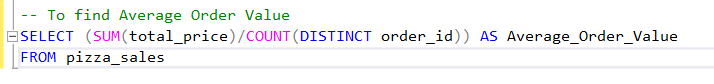 -- To find Average Order Value
SELECT (SUM(total_price)/COUNT(DISTINCT order_id)) AS Average_Order_Value
FROM pizza_sales